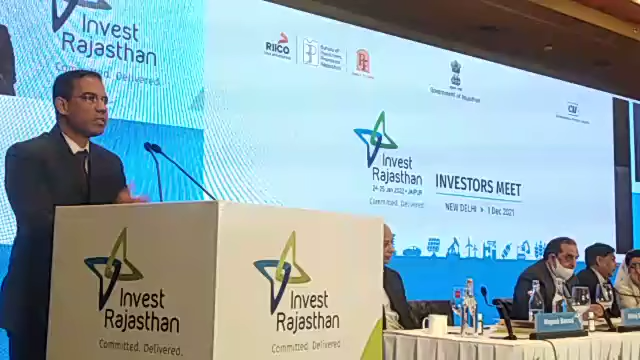 Invest
Rajasthan
Committed. Delivered.
RIICO
Government of Rajasthan
CII
Invest
Rajasthan
24-25 JAN 2022 • JAIPUR
Committed. Delivered.
INVESTORS MEET
NEW DELHI > 1 Dec 2021
Invest
Rajasthan
Committed. Delivered.
Invest
Rajasthan
Committed. Delivered.